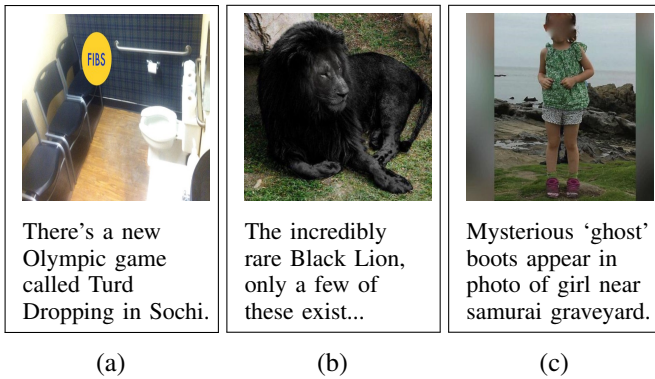 FIBS
There's a new
Olympic game
called Turd
Dropping in Sochi.
(a)
The incredibly
rare Black Lion,
only a few of
these exist...
(b)
Mysterious ‘ghost’
boots appear in
photo of girl near
samurai graveyard.
(c)